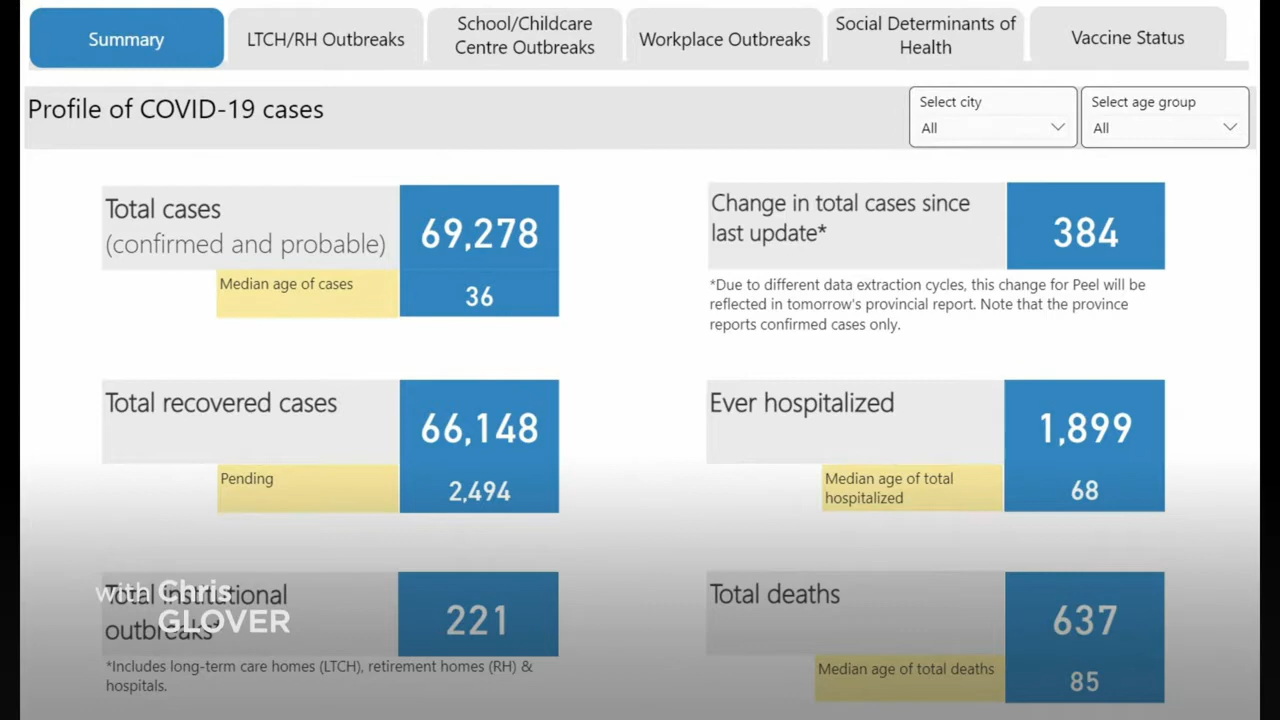 Summary
LTCH/RH Outbreaks
School/Childcare
Centre Outbreaks
Workplace Outbreaks
Social Determinants of
Health
Vaccine Status
Profile of COVID-19 cases
Select city
All
Select age group
All
Total cases
(confirmed and probable)
69,278
Median age of cases
36
Change in total cases since
last update*
384
*Due to different data extraction cycles, this change for Peel will be
reflected in tomorrow's provincial report. Note that the province
reports confirmed cases only.
Total recovered cases
66,148
Pending
2,494
Ever hospitalized
1,899
Median age of total
hospitalized
68
Total institutional
outbreaks*
221
*Includes long-term care homes (LTCH), retirement homes (RH) &
hospitals.
with Chris
GLOVER
Total deaths
637
Median age of total deaths
85